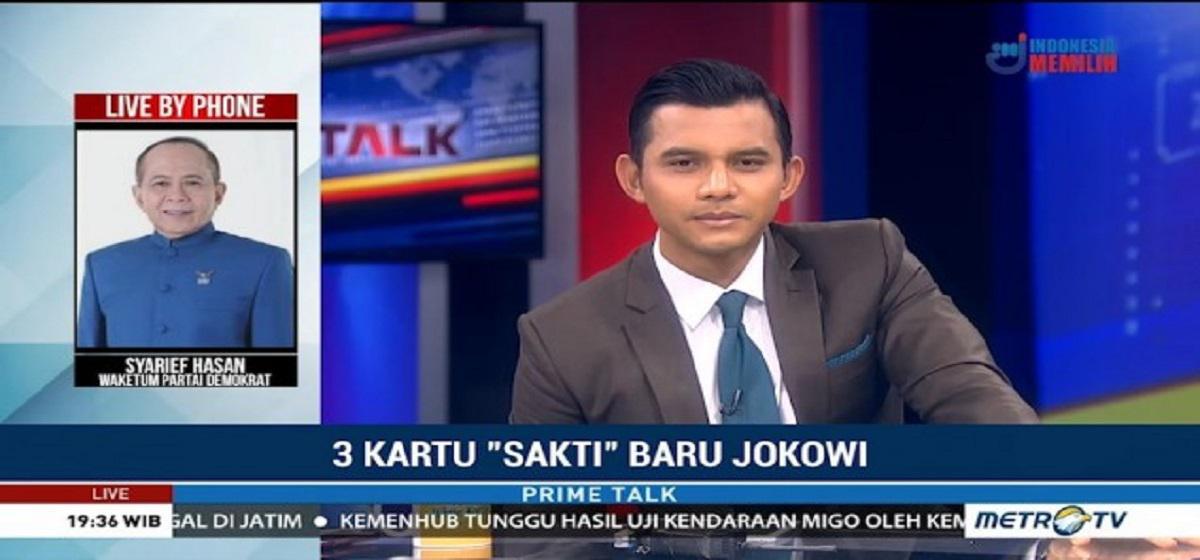 INDONESIA
MEMILIH
LIVE BY PHONE
TALK
SYARIEF HASAN
WAKETUM PARTAI DEMOKRAT
3 KARTU "SAKTI" BARU JOKOWI
LIVE
PRIME TALK
19:36 WIB
GAL DI JATIM ● KEMENHUB TUNGGU HASIL UJI KENDARAAN MIGO OLEH KEM
METRO TV